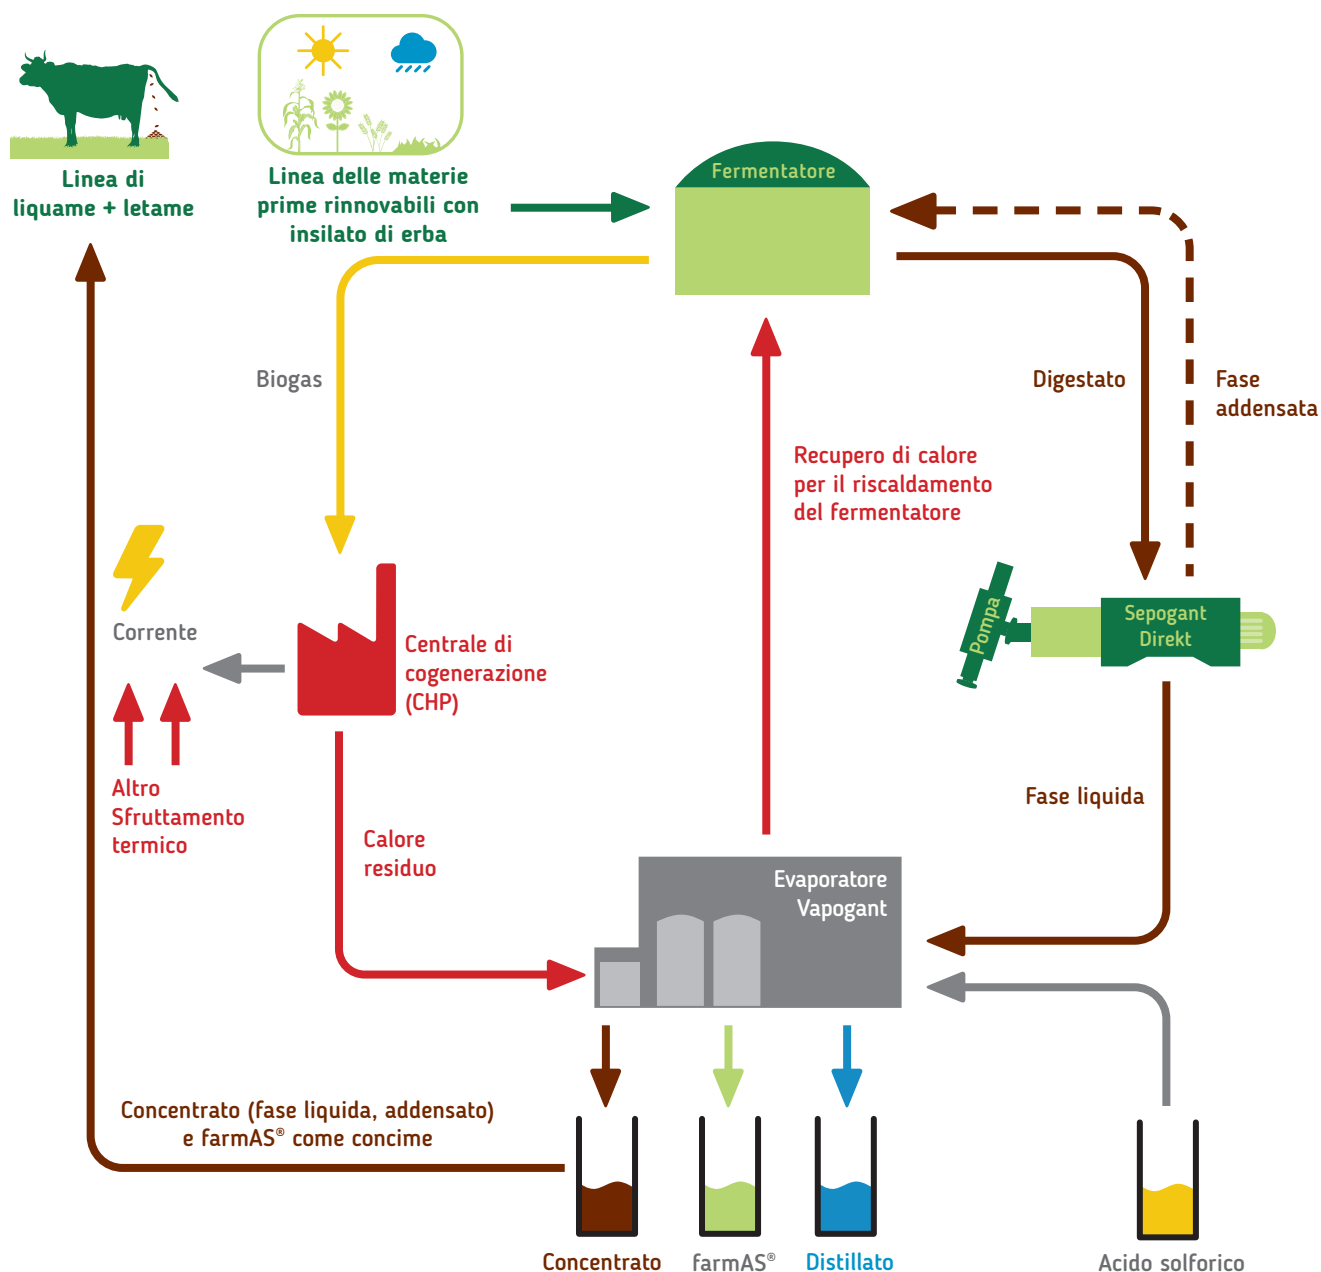 Linea di
liquame + letame
Linea delle materie
prime rinnovabili con
insilato di erba
Fermentatore
Biogas
Digestato
Fase
addensata
Recupero di calore
per il riscaldamento
del fermentatore
Corrente
Centrale di
cogenerazione
(CHP)
Pompa
Sepogant
Direkt
Altro
Sfruttamento
termico
Calore
residuo
Fase liquida
Evaporatore
Vapogant
Concentrato (fase liquida, addensato)
e farmAS® come concime
Concentrato
farmAS®
Distillato
Acido solforico